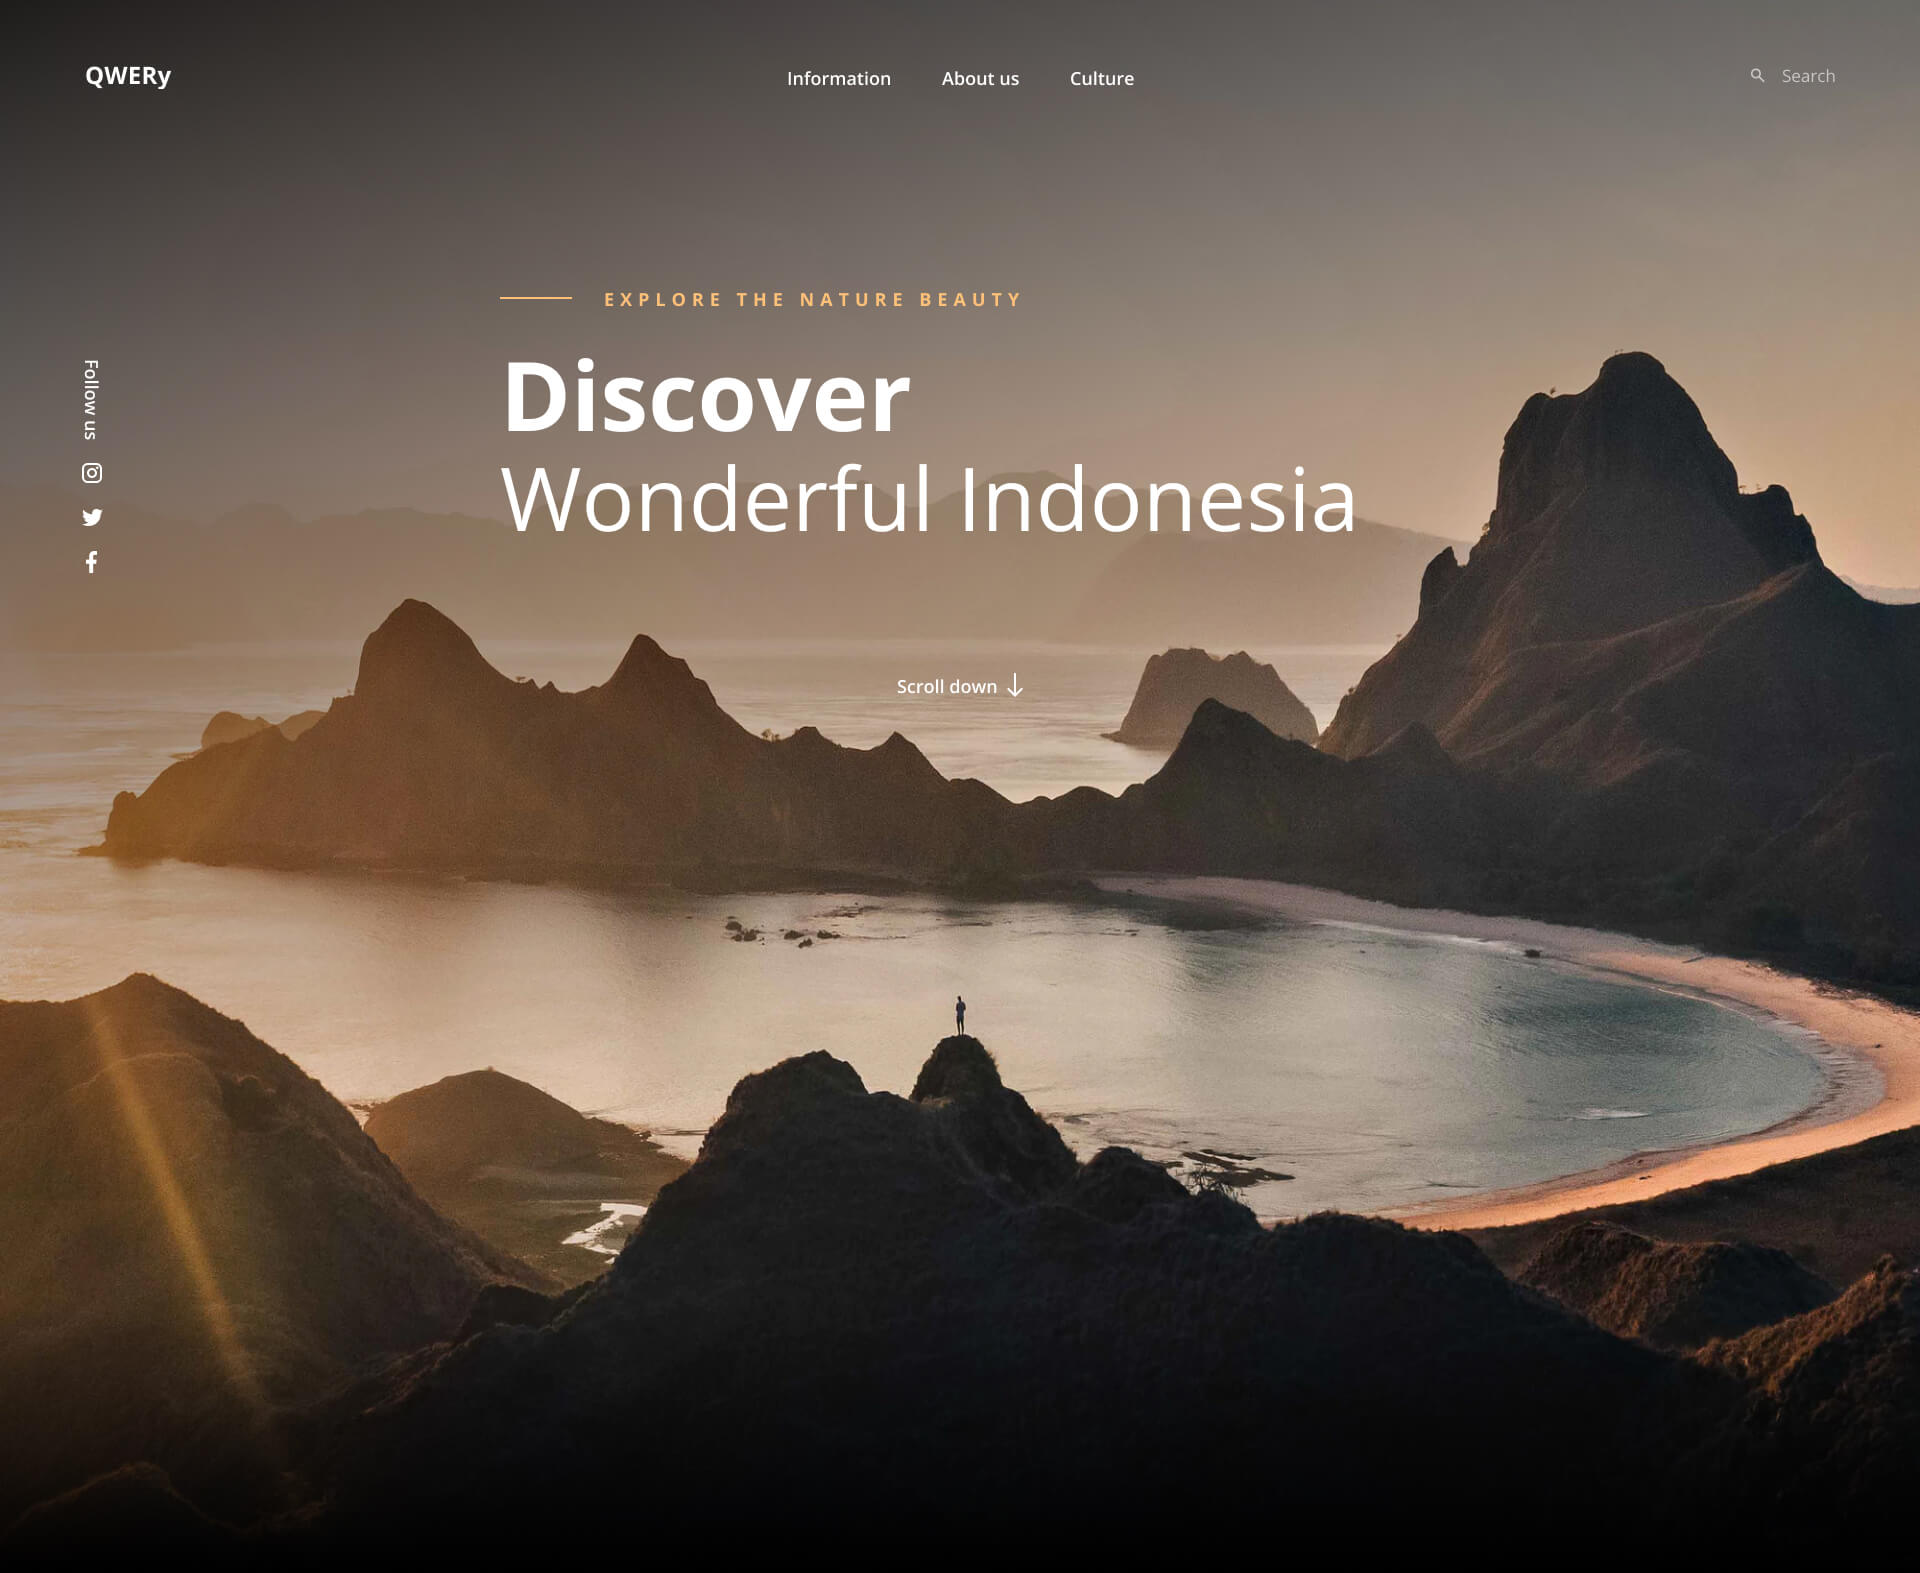 QWERy
Information
About us
Culture
Search
EXPLORE THE NATURE BEAUTY
Discover
Wonderful Indonesia
Follow us
Scroll down